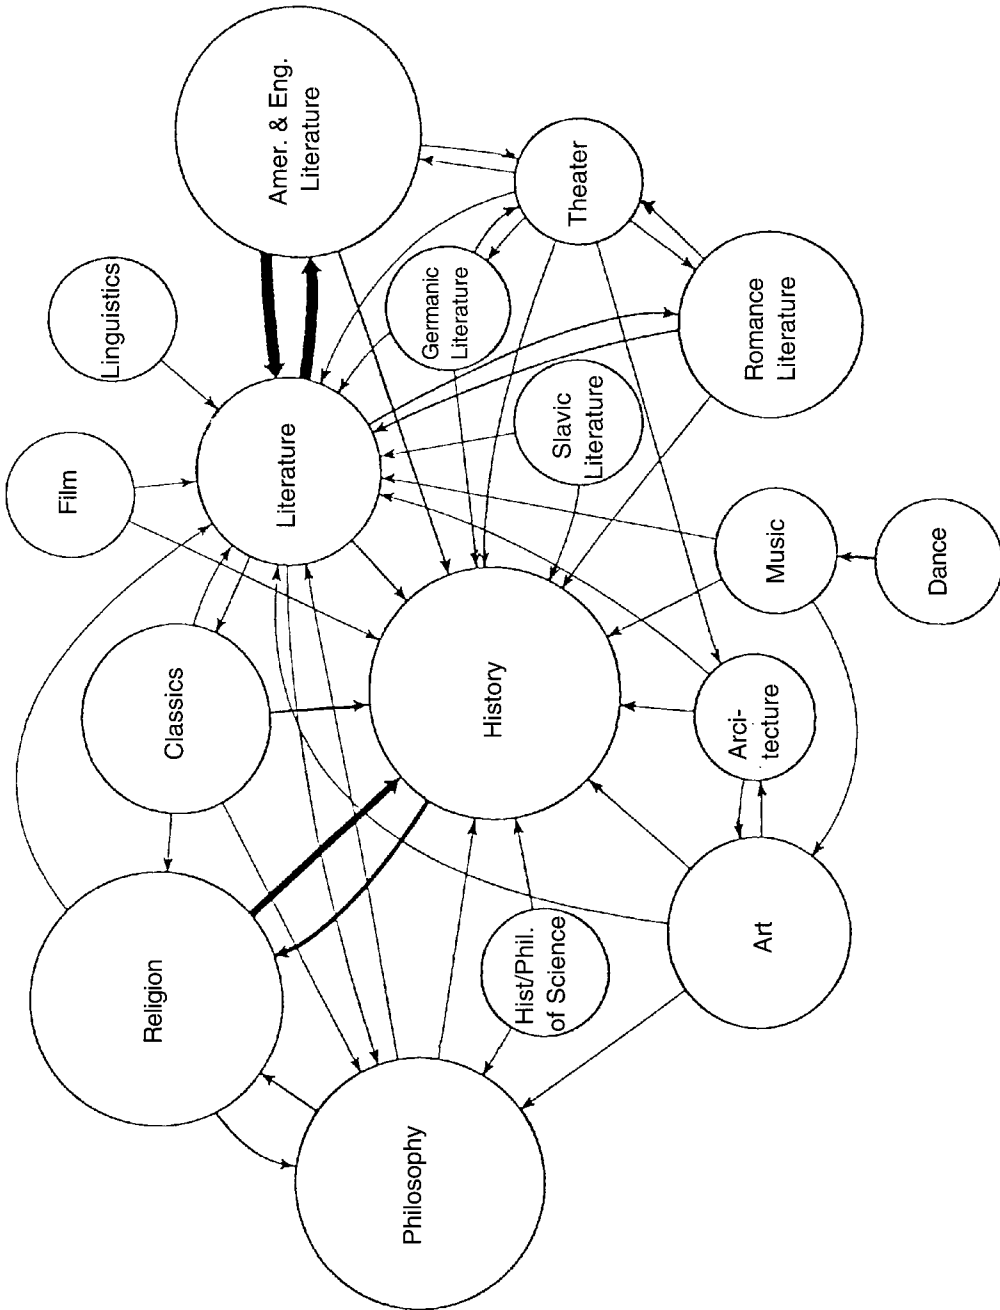 Amer. & Eng.
Literature
Linguistics
Theater
Film
Germanic
Literature
Literature
Slavic
Literature
Romance
Literature
Classics
Music
Dance
History
Arci-
tecture
Religion
Hist/Phil.
of Science
Art
Philosophy